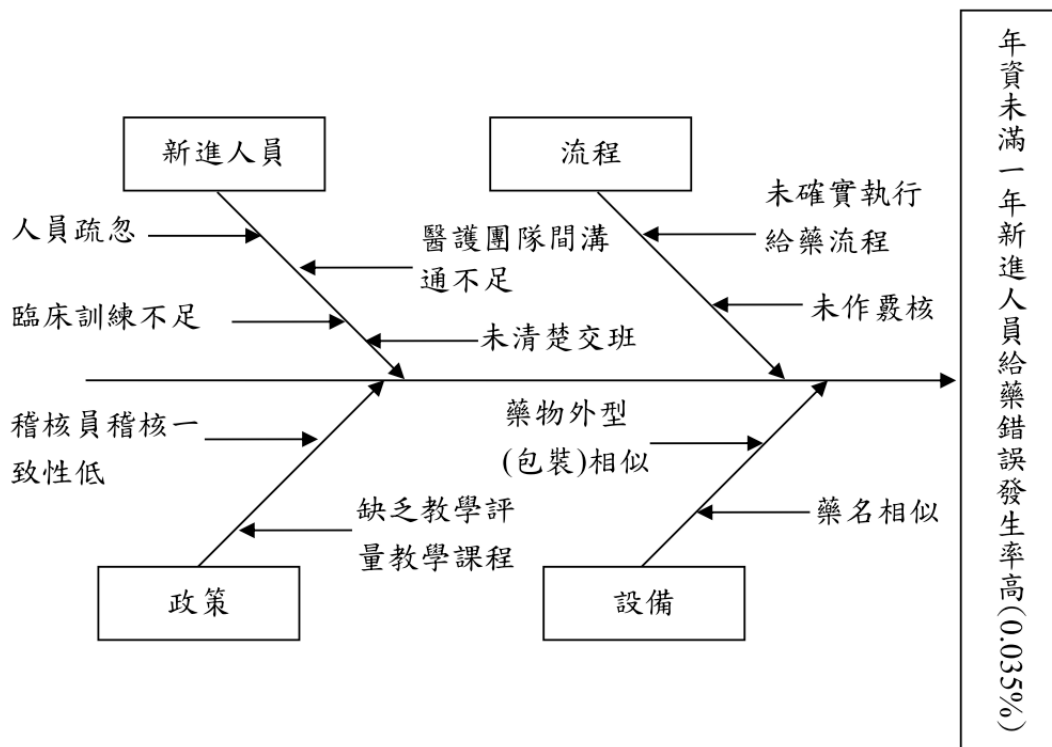 新進人員
人員疏忽
醫護團隊間溝
通不足
臨床訓練不足
未清楚交班
流程
未確實執行
給藥流程
未作覈核
稽核員稽核一
致性低
缺乏教學評
量教學課程
政策
藥物外型
(包裝)相似
藥名相似
設備
年資未滿一年新進人員給藥錯誤發生率高(0.035%)